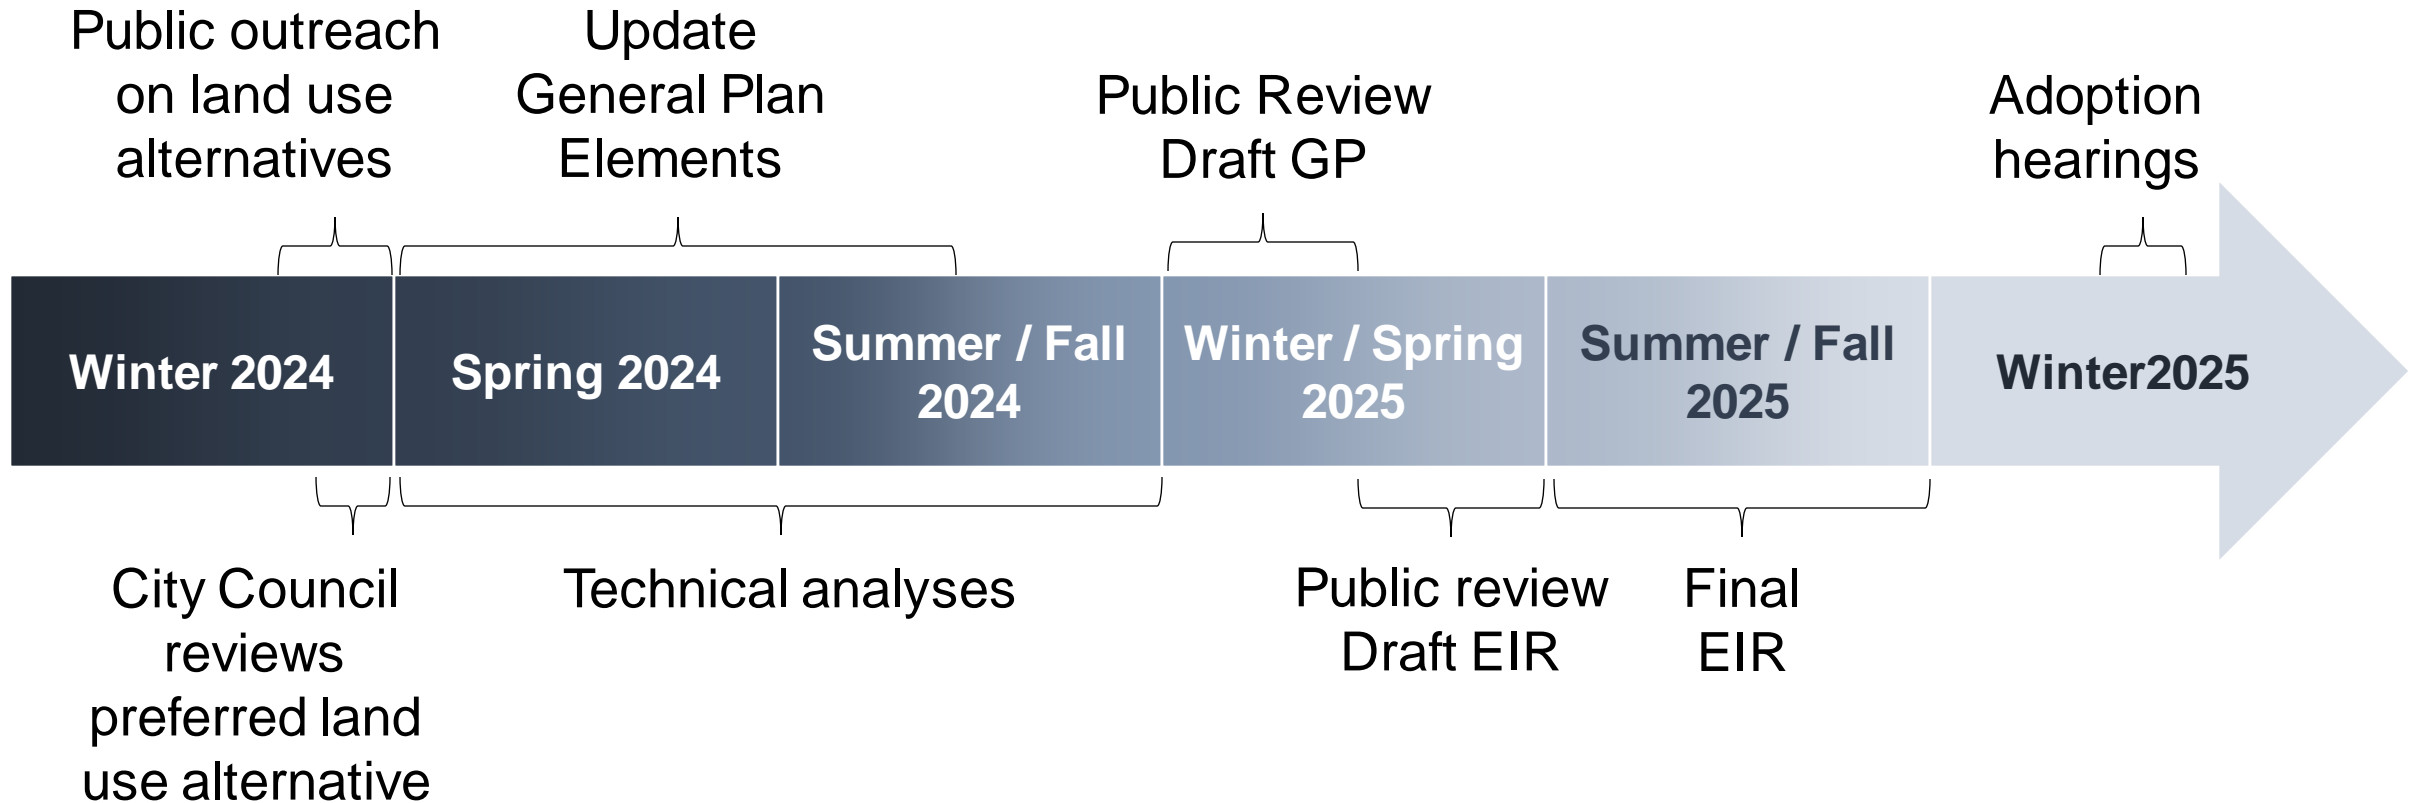 Public outreach
on land use
alternatives
Update
General Plan
Elements
Public Review
Draft GP
Adoption
hearings
Winter 2024
Spring 2024
Summer / Fall
2024
Winter / Spring
2025
Summer / Fall
2025
Winter2025
City Council
reviews
preferred land
use alternative
Technical analyses
Public review
Draft EIR
Final
EIR